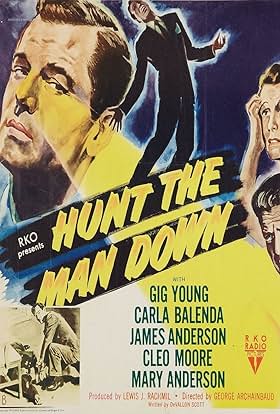 RKO
presents
HUNT THE
MAN DOWN
WITH
GIG YOUNG
CARLA BALENDA
JAMES ANDERSON
CLEO MOORE
MARY ANDERSON
Produced by LEWIS J. RACKMIL • Directed by GEORGE ARCHAINBAUD
Written by DeVALLON SCOTT
RKO
RADIO